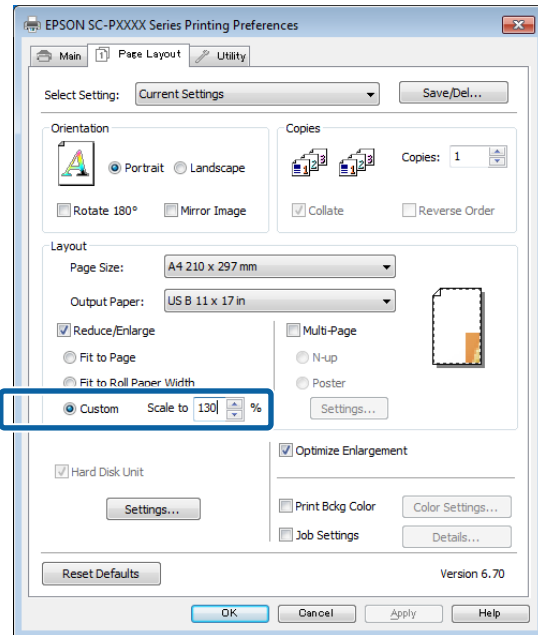 EPSON SC-PXXXX Series Printing Preferences
Main
Page Layout
Utility
Select Setting: Current Settings Save/Del...
Orientation
Portrait Landscape
Rotate 180° Mirror Image
Copies
Copies: 1
Collate Reverse Order
Layout
Page Size: A4 210 x 297 mm
Output Paper: US B 11 x 17 in
Reduce/Enlarge
Fit to Page
Fit to Roll Paper Width
Custom Scale to 130 %
Multi-Page
N-up
Poster
Settings...
Optimize Enlargement
Hard Disk Unit
Settings...
Print Bckg Color Color Settings...
Job Settings Details...
Reset Defaults Version 6.70
OK Cancel Apply Help